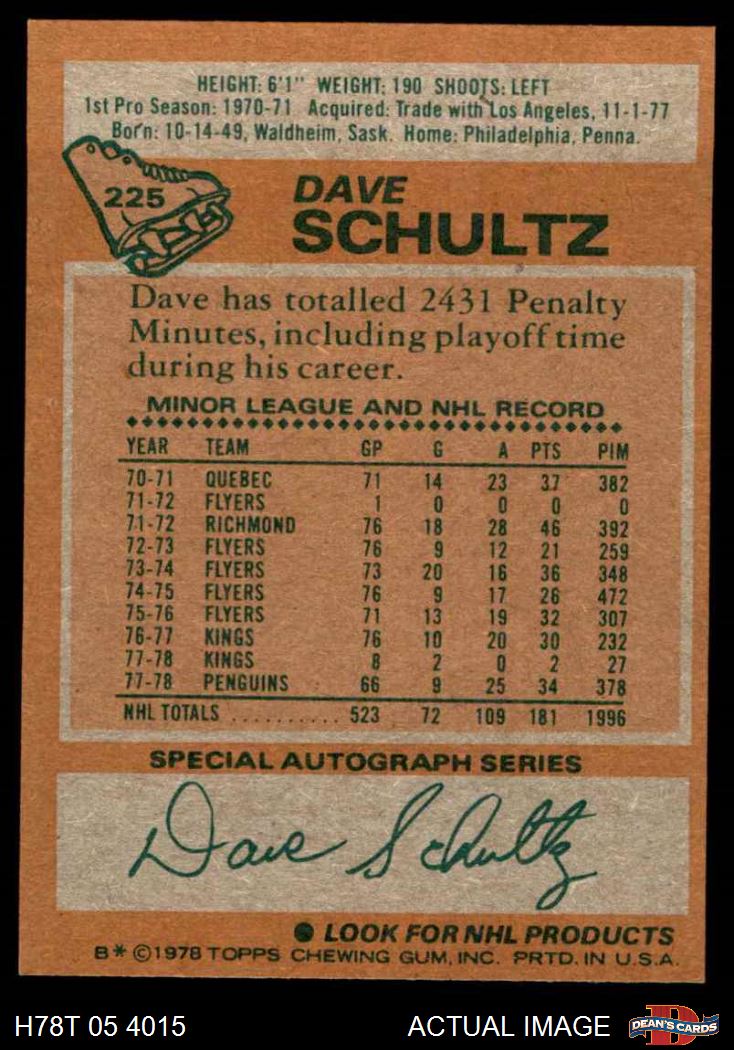 HEIGHT: 6'1" WEIGHT: 190 SHOOTS: LEFT
1st Pro Season: 1970-71 Acquired: Trade with Los Angeles, 11-1-77
Born: 10-14-49, Waldheim, Sask. Home: Philadelphia, Penna.
225
DAVE
SCHULTZ
Dave has totalled 2431 Penalty
Minutes, including playoff time
during his career.
MINOR LEAGUE AND NHL RECORD
YEAR TEAM GP G A PTS PIM
70-71 QUEBEC 71 14 23 37 382
71-72 FLYERS 1 0 0 0 0
71-72 RICHMOND 76 18 28 46 392
72-73 FLYERS 76 9 12 21 259
73-74 FLYERS 73 20 16 36 348
74-75 FLYERS 76 9 17 26 472
75-76 FLYERS 71 13 19 32 307
76-77 KINGS 76 10 20 30 232
77-78 KINGS 8 2 0 2 27
77-78 PENGUINS 66 9 25 34 378
NHL TOTALS .......... 523 72 109 181 1996
SPECIAL AUTOGRAPH SERIES
Dave Schultz
● LOOK FOR NHL PRODUCTS
B* ©1978 TOPPS CHEWING GUM, INC. PRTD. IN U.S.A.
H78T 05 4015 ACTUAL IMAGE DEAN'S CARDS